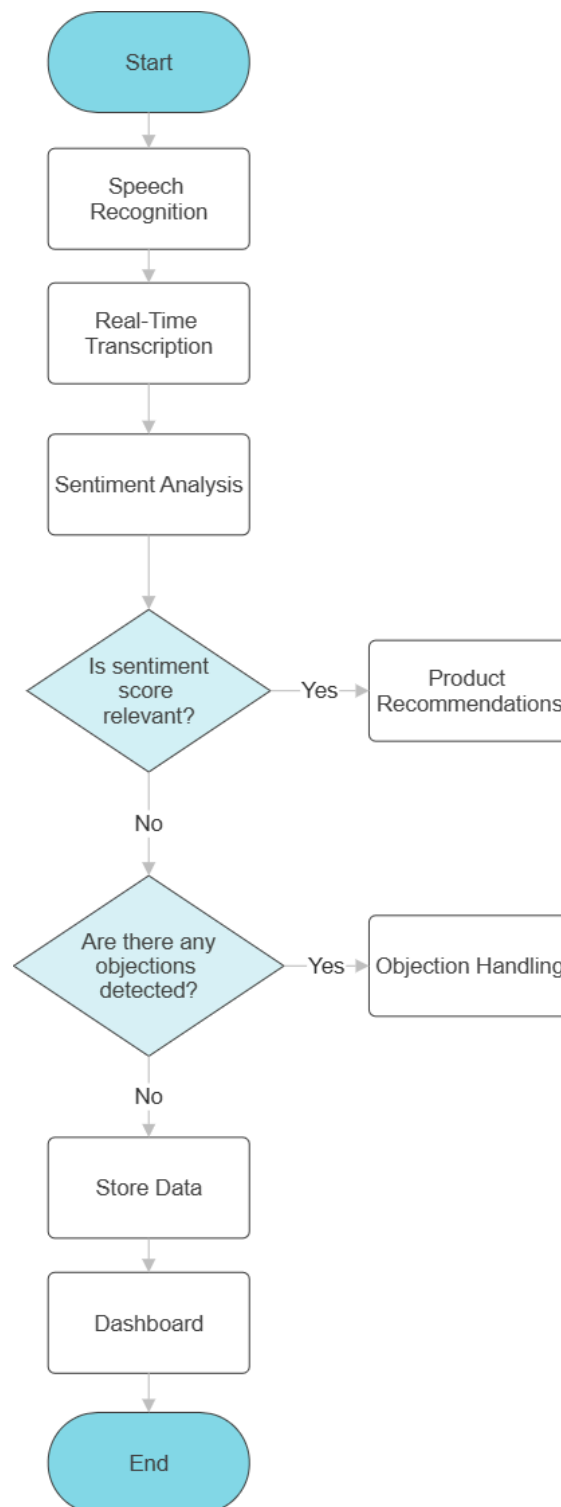 Start
Speech
Recognition
Real-Time
Transcription
Sentiment Analysis
Is sentiment
score
relevant?
Yes
Product
Recommendations
No
Are there any
objections
detected?
Yes
Objection Handling
No
Store Data
Dashboard
End